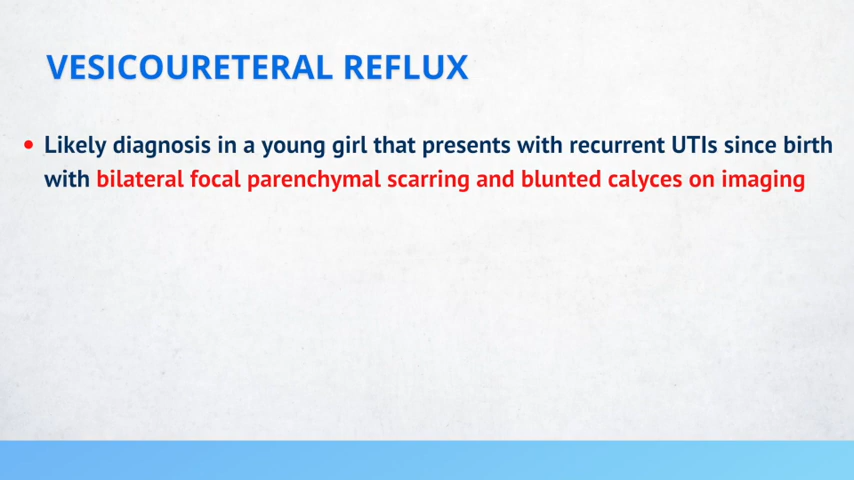 VESICOURETERAL REFLUX
• Likely diagnosis in a young girl that presents with recurrent UTIs since birth
with bilateral focal parenchymal scarring and blunted calyces on imaging